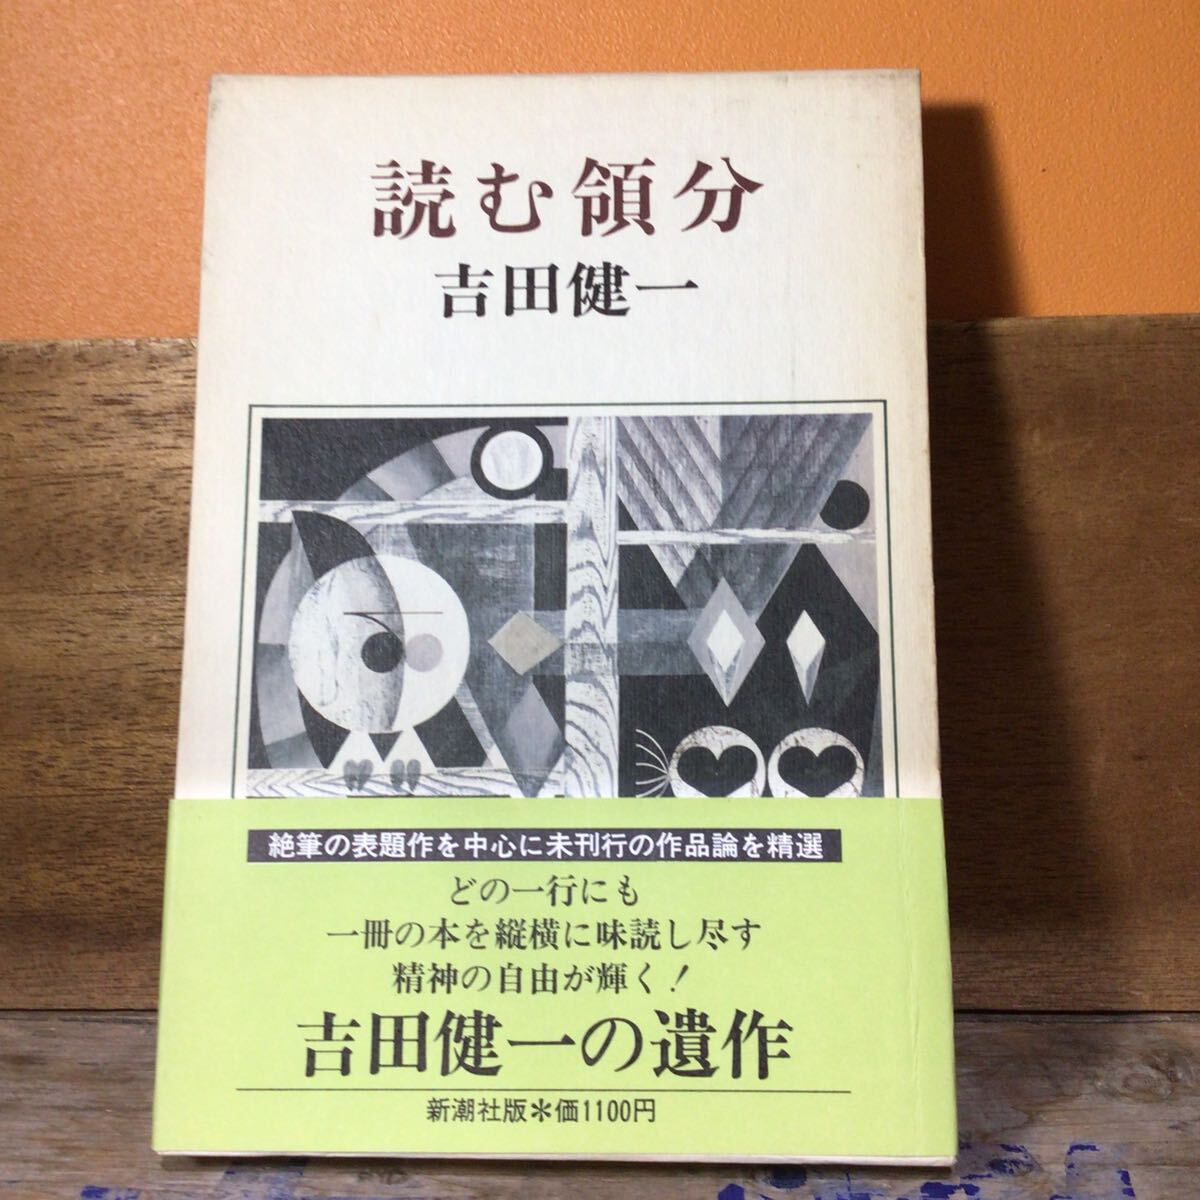 読む領分
吉田健一
絶筆の表題作を中心に未刊行の作品論を精選
どの一行にも
一冊の本を縦横に味読し尽す
精神の自由が輝く！
吉田健一の遺作
新潮社版＊価1100円